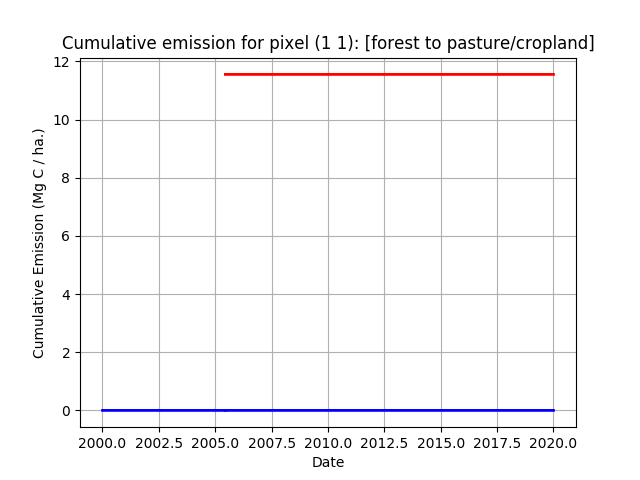 Cumulative emission for pixel (1 1): [forest to pasture/cropland]
12
10
8
6
4
2
0
Cumulative Emission (Mg C / ha.)
2000.0 2002.5 2005.0 2007.5 2010.0 2012.5 2015.0 2017.5 2020.0
Date